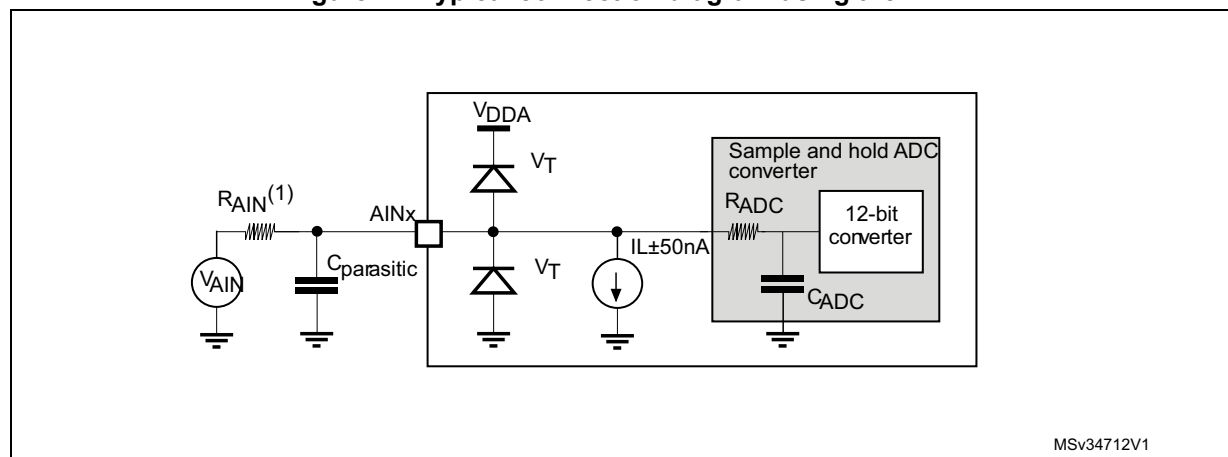 VDDA
VT
Sample and hold ADC
converter
RAIN(1)
AINx
RADC
12-bit
converter
IL±50nA
VAIN
Cparasitic
VT
CADC
MSv34712V1